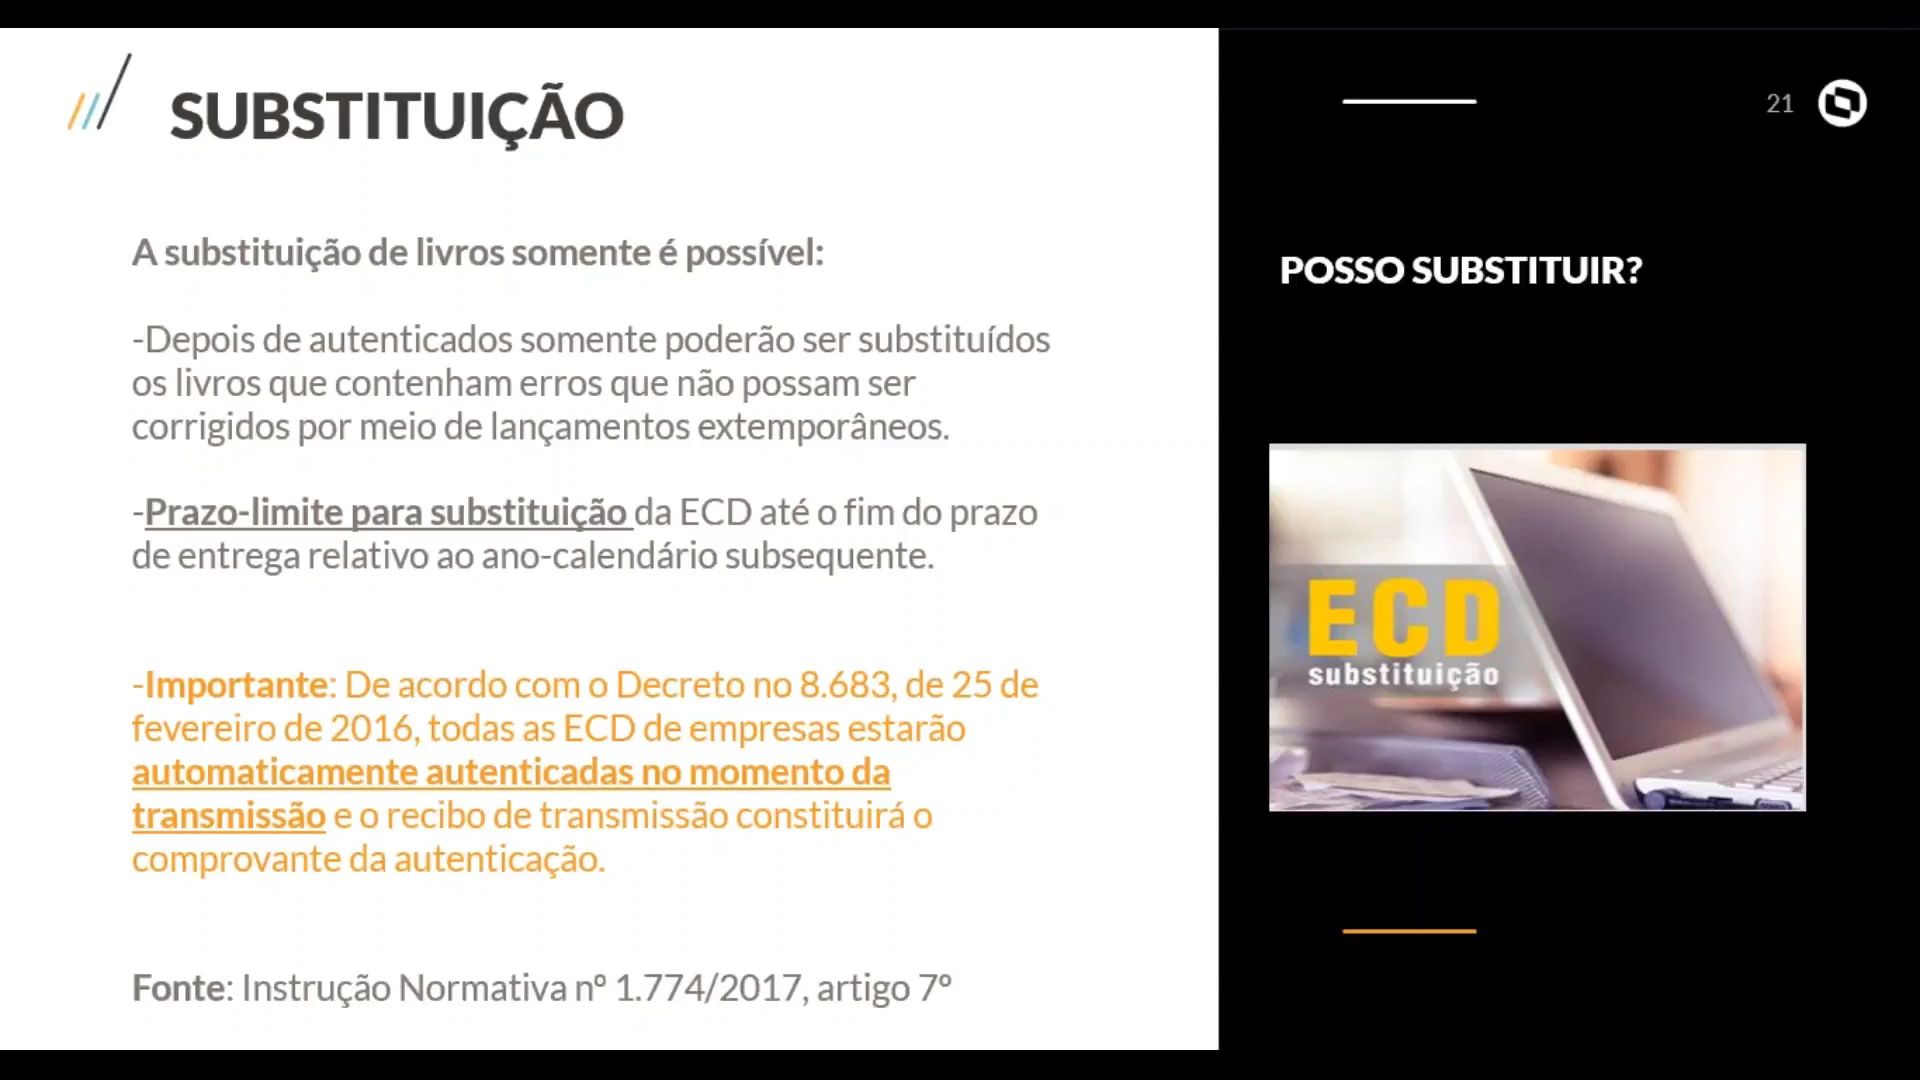 SUBSTITUIÇÃO
A substituição de livros somente é possível:
-Depois de autenticados somente poderão ser substituídos
os livros que contenham erros que não possam ser
corrigidos por meio de lançamentos extemporâneos.
-Prazo-limite para substituição da ECD até o fim do prazo
de entrega relativo ao ano-calendário subsequente.
-Importante: De acordo com o Decreto no 8.683, de 25 de
fevereiro de 2016, todas as ECD de empresas estarão
automaticamente autenticadas no momento da
transmissão e o recibo de transmissão constituirá o
comprovante da autenticação.
Fonte: Instrução Normativa nº 1.774/2017, artigo 7º
21
POSSO SUBSTITUIR?
ECD
substituição